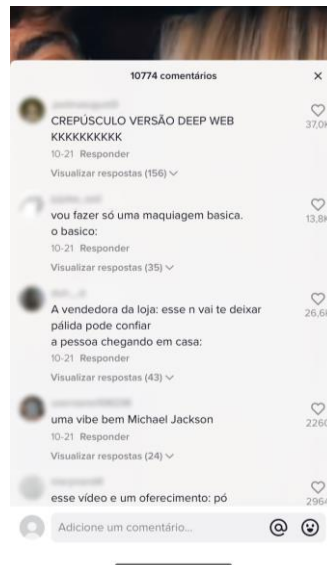 10774 comentários
CREPÚSCULO VERSÃO DEEP WEB
KKKKKKKKKK
37,0K
10-21 Responder
Visualizar respostas (156)
vou fazer só uma maquiagem basica.
o basico:
13,8K
10-21 Responder
Visualizar respostas (35)
A vendedora da loja: esse n vai te deixar
pálida pode confiar
a pessoa chegando em casa:
26,6K
10-21 Responder
Visualizar respostas (43)
uma vibe bem Michael Jackson
2260
10-21 Responder
Visualizar respostas (24)
esse vídeo e um oferecimento: pó
2964
Adicione um comentário...